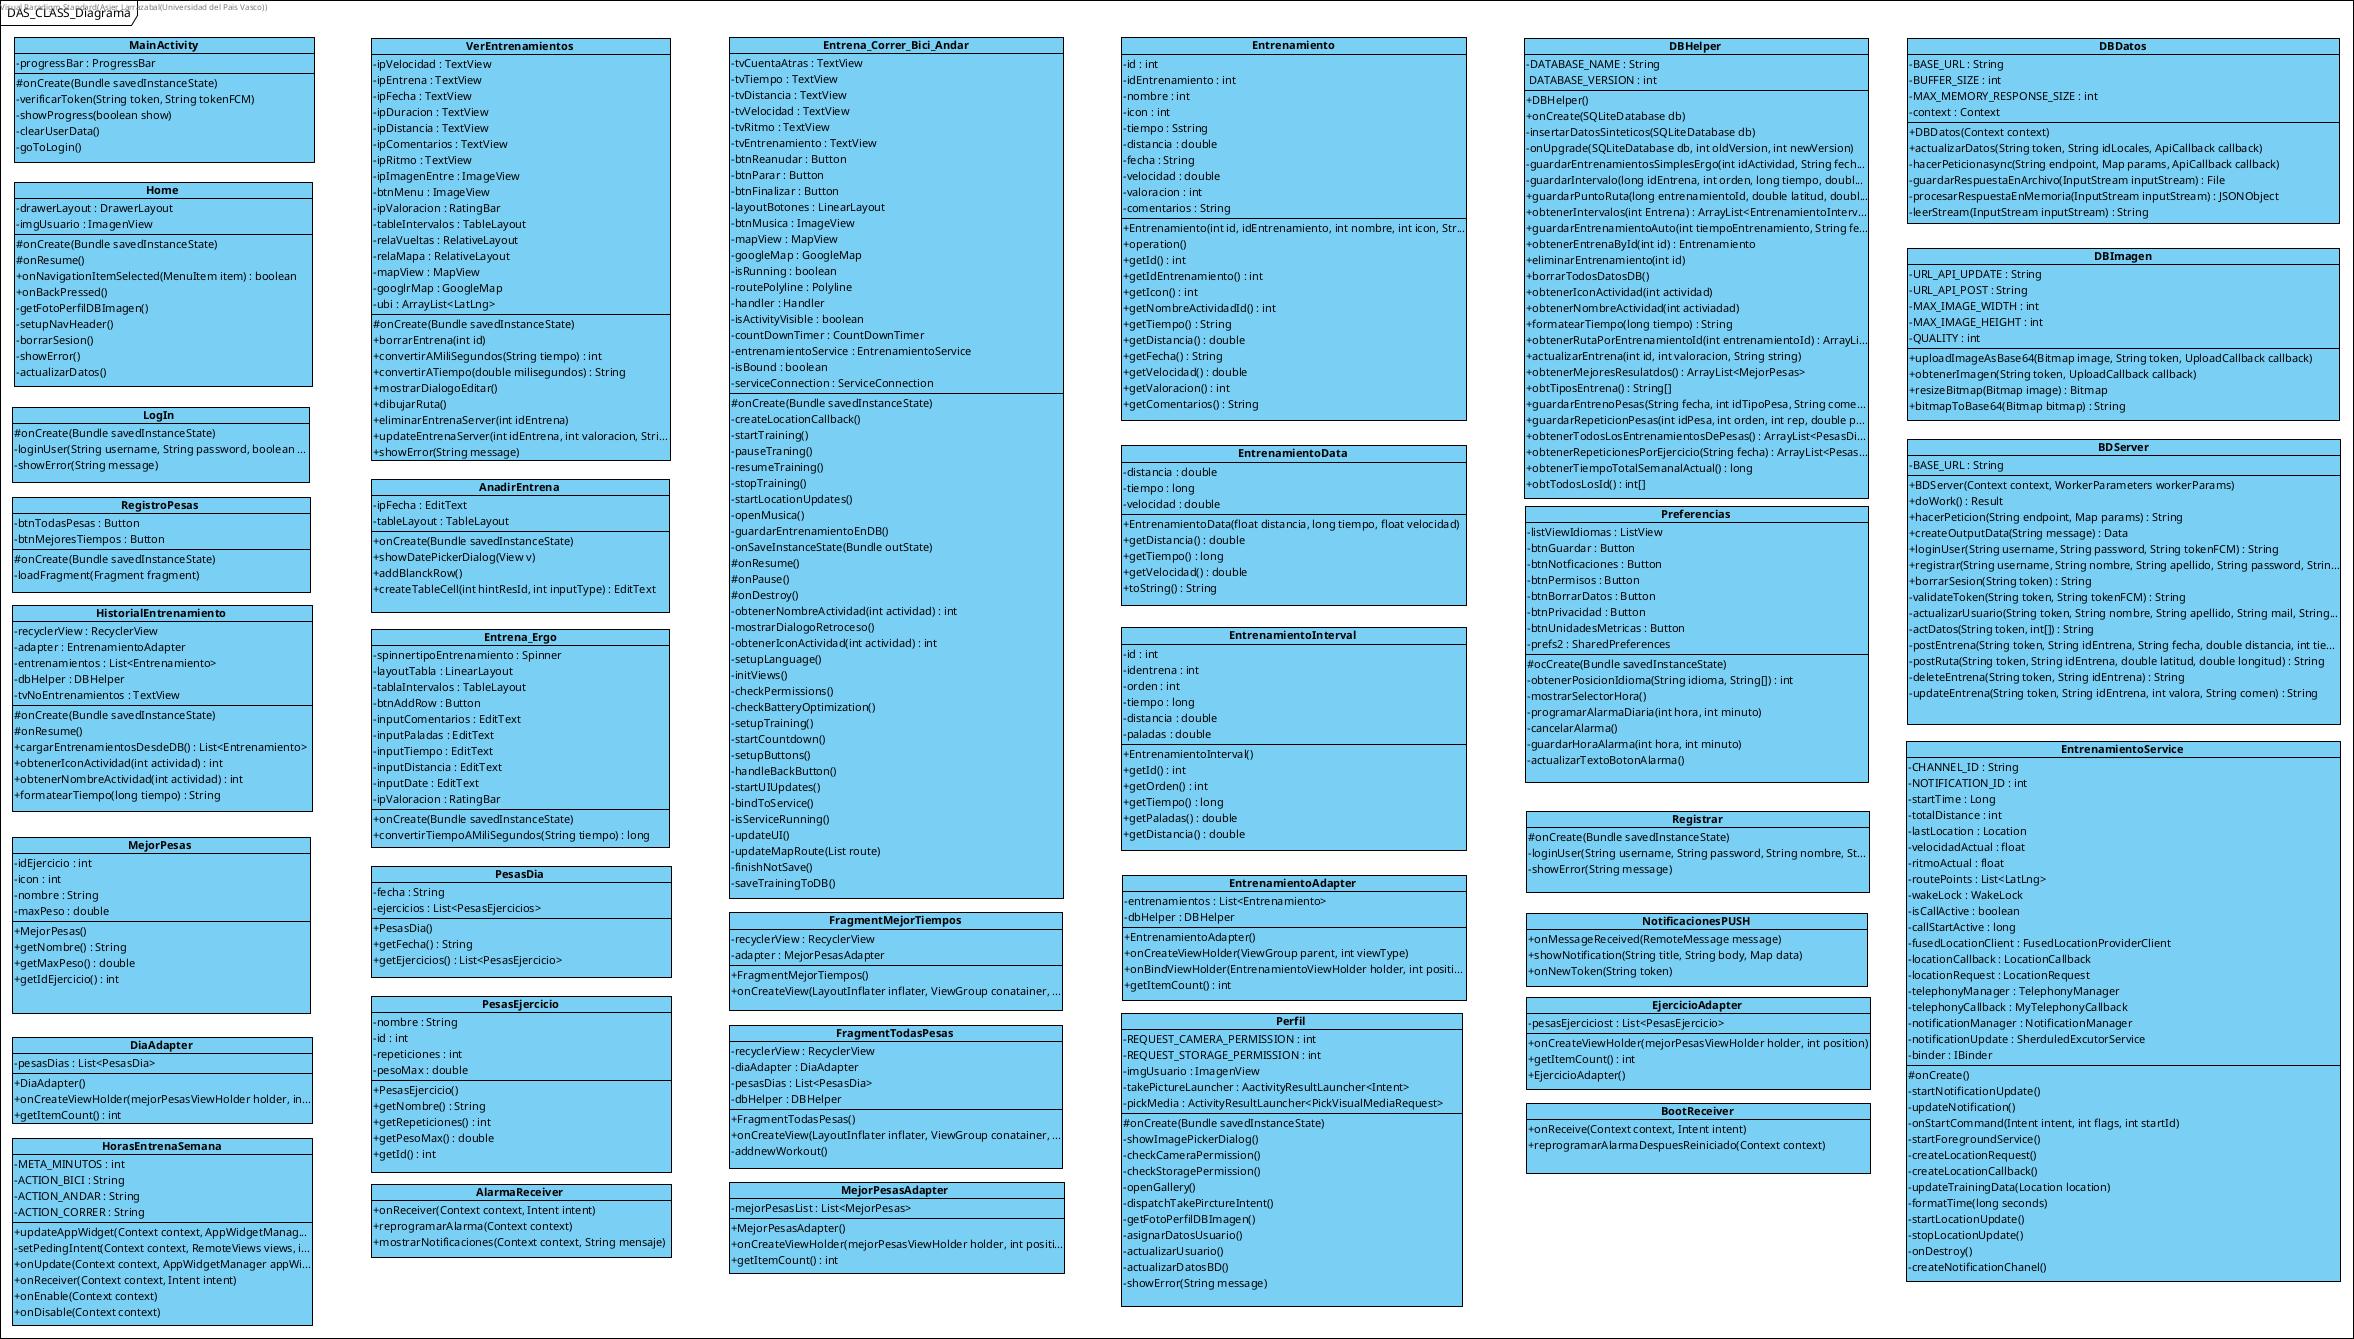 Visual Paradigm Standard(Asier Larrazabal(Universidad del Pais Vasco))
DAS_CLASS_Diagrama
MainActivity
-progressBar : ProgressBar
#onCreate(Bundle savedInstanceState)
-verificarToken(String token, String tokenFCM)
-showProgress(boolean show)
-clearUserData()
-goToLogin()
Home
-drawerLayout : DrawerLayout
-imgUsuario : ImagenView
#onCreate(Bundle savedInstanceState)
#onResume()
+onNavigationItemSelected(MenuItem item) : boolean
+onBackPressed()
-getFotoPerfilDBImagen()
-setupNavHeader()
-borrarSesion()
-showError()
-actualizarDatos()
LogIn
#onCreate(Bundle savedInstanceState)
-loginUser(String username, String password, boolean ...
-showError(String message)
RegistroPesas
-btnTodasPesas : Button
-btnMejoresTiempos : Button
#onCreate(Bundle savedInstanceState)
-loadFragment(Fragment fragment)
HistorialEntrenamiento
-recyclerView : RecyclerView
-adapter : EntrenamientoAdapter
-entrenamientos : List<Entrenamiento>
-dbHelper : DBHelper
-tvNoEntrenamientos : TextView
#onCreate(Bundle savedInstanceState)
#onResume()
+cargarEntrenamientosDesdeDB() : List<Entrenamiento>
+obtenerIconActividad(int actividad) : int
+obtenerNombreActividad(int actividad) : int
+formatearTiempo(long tiempo) : String
MejorPesas
-idEjercicio : int
-icon : int
-nombre : String
-maxPeso : double
+MejorPesas()
+getNombre() : String
+getMaxPeso() : double
+getIdEjercicio() : int
DiaAdapter
-pesasDias : List<PesasDia>
+DiaAdapter()
+onCreateViewHolder(mejorPesasViewHolder holder, in...
+getItemCount() : int
HorasEntrenaSemana
-META_MINUTOS : int
-ACTION_BICI : String
-ACTION_ANDAR : String
-ACTION_CORRER : String
+updateAppWidget(Context context, AppWidgetManag...
-setPedingIntent(Context context, RemoteViews views, i...
+onUpdate(Context context, AppWidgetManager appWi...
+onReceiver(Context context, Intent intent)
+onEnable(Context context)
+onDisable(Context context)
VerEntrenamientos
-ipVelocidad : TextView
-ipEntrena : TextView
-ipFecha : TextView
-ipDuracion : TextView
-ipDistancia : TextView
-ipComentarios : TextView
-ipRitmo : TextView
-ipImagenEntre : ImageView
-btnMenu : ImageView
-ipValoracion : RatingBar
-tableIntervalos : TableLayout
-relaVueltas : RelativeLayout
-relaMapa : RelativeLayout
-mapView : MapView
-googlrMap : GoogleMap
-ubi : ArrayList<LatLng>
#onCreate(Bundle savedInstanceState)
+borrarEntrena(int id)
+convertirAMiliSegundos(String tiempo) : int
+convertirATiempo(double milisegundos) : String
+mostrarDialogoEditar()
+dibujarRuta()
+eliminarEntrenaServer(int idEntrena)
+updateEntrenaServer(int idEntrena, int valoracion, Stri...
+showError(String message)
AnadirEntrena
-ipFecha : EditText
-tableLayout : TableLayout
+onCreate(Bundle savedInstanceState)
+showDatePickerDialog(View v)
+addBlanckRow()
+createTableCell(int hintResId, int inputType) : EditText
Entrena_Ergo
-spinnertipoEntrenamiento : Spinner
-layoutTabla : LinearLayout
-tablaIntervalos : TableLayout
-btnAddRow : Button
-inputComentarios : EditText
-inputPaladas : EditText
-inputTiempo : EditText
-inputDistancia : EditText
-inputDate : EditText
-ipValoracion : RatingBar
+onCreate(Bundle savedInstanceState)
+convertirTiempoAMiliSegundos(String tiempo) : long
PesasDia
-fecha : String
-ejercicios : List<PesasEjercicios>
+PesasDia()
+getFecha() : String
+getEjercicios() : List<PesasEjercicio>
PesasEjercicio
-nombre : String
-id : int
-repeticiones : int
-pesoMax : double
+PesasEjercicio()
+getNombre() : String
+getRepeticiones() : int
+getPesoMax() : double
+getId() : int
AlarmaReceiver
+onReceiver(Context context, Intent intent)
+reprogramarAlarma(Context context)
+mostrarNotificaciones(Context context, String mensaje)
Entrena_Correr_Bici_Andar
-tvCuentaAtras : TextView
-tvTiempo : TextView
-tvDistancia : TextView
-tvVelocidad : TextView
-tvRitmo : TextView
-tvEntrenamiento : TextView
-btnReanudar : Button
-btnParar : Button
-btnFinalizar : Button
-layoutBotones : LinearLayout
-btnMusica : ImageView
-mapView : MapView
-googleMap : GoogleMap
-isRunning : boolean
-routePolyline : Polyline
-handler : Handler
-isActivityVisible : boolean
-countDownTimer : CountDownTimer
-entrenamientoService : EntrenamientoService
-isBound : boolean
-serviceConnection : ServiceConnection
#onCreate(Bundle savedInstanceState)
-createLocationCallback()
-startTraining()
-pauseTraning()
-resumeTraining()
-stopTraining()
-startLocationUpdates()
-openMusica()
-guardarEntrenamientoEnDB()
-onSaveInstanceState(Bundle outState)
#onResume()
#onPause()
#onDestroy()
-obtenerNombreActividad(int actividad) : int
-mostrarDialogoRetroceso()
-obtenerIconActividad(int actividad) : int
-setupLanguage()
-initViews()
-checkPermissions()
-checkBatteryOptimization()
-setupTraining()
-startCountdown()
-setupButtons()
-handleBackButton()
-startUIUpdates()
-bindToService()
-isServiceRunning()
-updateUI()
-updateMapRoute(List route)
-finishNotSave()
-saveTrainingToDB()
FragmentMejorTiempos
-recyclerView : RecyclerView
-adapter : MejorPesasAdapter
+FragmentMejorTiempos()
+onCreateView(LayoutInflater inflater, ViewGroup conatainer, ...
FragmentTodasPesas
-recyclerView : RecyclerView
-diaAdapter : DiaAdapter
-pesasDias : List<PesasDia>
-dbHelper : DBHelper
+FragmentTodasPesas()
+onCreateView(LayoutInflater inflater, ViewGroup conatainer, ...
-addnewWorkout()
MejorPesasAdapter
-mejorPesasList : List<MejorPesas>
+MejorPesasAdapter()
+onCreateViewHolder(mejorPesasViewHolder holder, int positi...
+getItemCount() : int
Entrenamiento
-id : int
-idEntrenamiento : int
-nombre : int
-icon : int
-tiempo : Sstring
-distancia : double
-fecha : String
-velocidad : double
-valoracion : int
-comentarios : String
+Entrenamiento(int id, idEntrenamiento, int nombre, int icon, Str...
+operation()
+getId() : int
+getIdEntrenamiento() : int
+getIcon() : int
+getNombreActividadId() : int
+getTiempo() : String
+getDistancia() : double
+getFecha() : String
+getVelocidad() : double
+getValoracion() : int
+getComentarios() : String
EntrenamientoData
-distancia : double
-tiempo : long
-velocidad : double
+EntrenamientoData(float distancia, long tiempo, float velocidad)
+getDistancia() : double
+getTiempo() : long
+getVelocidad() : double
+toString() : String
EntrenamientoInterval
-id : int
-identrena : int
-orden : int
-tiempo : long
-distancia : double
-paladas : double
+EntrenamientoInterval()
+getId() : int
+getOrden() : int
+getTiempo() : long
+getPaladas() : double
+getDistancia() : double
EntrenamientoAdapter
-entrenamientos : List<Entrenamiento>
-dbHelper : DBHelper
+EntrenamientoAdapter()
+onCreateViewHolder(ViewGroup parent, int viewType)
+onBindViewHolder(EntrenamientoViewHolder holder, int positi...
+getItemCount() : int
Perfil
-REQUEST_CAMERA_PERMISSION : int
-REQUEST_STORAGE_PERMISSION : int
-imgUsuario : ImagenView
-takePictureLauncher : AactivityResultLauncher<Intent>
-pickMedia : ActivityResultLauncher<PickVisualMediaRequest>
#onCreate(Bundle savedInstanceState)
-showImagePickerDialog()
-checkCameraPermission()
-checkStoragePermission()
-openGallery()
-dispatchTakePirctureIntent()
-getFotoPerfilDBImagen()
-asignarDatosUsuario()
-actualizarUsuario()
-actualizarDatosBD()
-showError(String message)
DBHelper
-DATABASE_NAME : String
DATABASE_VERSION : int
+DBHelper()
+onCreate(SQLiteDatabase db)
-insertarDatosSinteticos(SQLiteDatabase db)
-onUpgrade(SQLiteDatabase db, int oldVersion, int newVersion)
-guardarEntrenamientosSimplesErgo(int idActividad, String fech...
-guardarIntervalo(long idEntrena, int orden, long tiempo, doubl...
+guardarPuntoRuta(long entrenamientoId, double latitud, doubl...
+obtenerIntervalos(int Entrena) : ArrayList<EntrenamientoInterv...
+guardarEntrenamientoAuto(int tiempoEntrenamiento, String fe...
+obtenerEntrenaById(int id) : Entrenamiento
+eliminarEntrenamiento(int id)
+borrarTodosDatosDB()
+obtenerIconActividad(int actividad)
+obtenerNombreActividad(int activiadad)
+formatearTiempo(long tiempo) : String
+obtenerRutaPorEntrenamientoId(int entrenamientoId) : ArrayLi...
+actualizarEntrena(int id, int valoracion, String string)
+obtenerMejoresResulatdos() : ArrayList<MejorPesas>
+obtTiposEntrena() : String[]
+guardarEntrenoPesas(String fecha, int idTipoPesa, String come...
+guardarRepeticionPesas(int idPesa, int orden, int rep, double p...
+obtenerTodosLosEntrenamientosDePesas() : ArrayList<PesasDi...
+obtenerRepeticionesPorEjercicio(String fecha) : ArrayList<Pesas...
+obtenerTiempoTotalSemanalActual() : long
+obtTodosLosId() : int[]
Preferencias
-listViewIdiomas : ListView
-btnGuardar : Button
-btnNotficaciones : Button
-btnPermisos : Button
-btnBorrarDatos : Button
-btnPrivacidad : Button
-btnUnidadesMetricas : Button
-prefs2 : SharedPreferences
#ocCreate(Bundle savedInstanceState)
-obtenerPosicionIdioma(String idioma, String[]) : int
-mostrarSelectorHora()
-programarAlarmaDiaria(int hora, int minuto)
-cancelarAlarma()
-guardarHoraAlarma(int hora, int minuto)
-actualizarTextoBotonAlarma()
Registrar
#onCreate(Bundle savedInstanceState)
-loginUser(String username, String password, String nombre, St...
-showError(String message)
NotificacionesPUSH
+onMessageReceived(RemoteMessage message)
+showNotification(String title, String body, Map data)
+onNewToken(String token)
EjercicioAdapter
-pesasEjerciciost : List<PesasEjercicio>
+onCreateViewHolder(mejorPesasViewHolder holder, int position)
+getItemCount() : int
+EjercicioAdapter()
BootReceiver
+onReceive(Context context, Intent intent)
+reprogramarAlarmaDespuesReiniciado(Context context)
DBDatos
-BASE_URL : String
-BUFFER_SIZE : int
-MAX_MEMORY_RESPONSE_SIZE : int
-context : Context
+DBDatos(Context context)
+actualizarDatos(String token, String idLocales, ApiCallback callback)
-hacerPeticionasync(String endpoint, Map params, ApiCallback callback)
-guardarRespuestaEnArchivo(InputStream inputStream) : File
-procesarRespuestaEnMemoria(InputStream inputStream) : JSONObject
-leerStream(InputStream inputStream) : String
DBImagen
-URL_API_UPDATE : String
-URL_API_POST : String
-MAX_IMAGE_WIDTH : int
-MAX_IMAGE_HEIGHT : int
-QUALITY : int
+uploadImageAsBase64(Bitmap image, String token, UploadCallback callback)
+obtenerImagen(String token, UploadCallback callback)
+resizeBitmap(Bitmap image) : Bitmap
+bitmapToBase64(Bitmap bitmap) : String
BDServer
-BASE_URL : String
+BDServer(Context context, WorkerParameters workerParams)
+doWork() : Result
+hacerPeticion(String endpoint, Map params) : String
+createOutputData(String message) : Data
+loginUser(String username, String password, String tokenFCM) : String
+registrar(String username, String nombre, String apellido, String password, Strin...
+borrarSesion(String token) : String
-validateToken(String token, String tokenFCM) : String
-actualizarUsuario(String token, String nombre, String apellido, String mail, String...
-actDatos(String token, int[]) : String
-postEntrena(String token, String idEntrena, String fecha, double distancia, int tie...
-postRuta(String token, String idEntrena, double latitud, double longitud) : String
-deleteEntrena(String token, String idEntrena) : String
-updateEntrena(String token, String idEntrena, int valora, String comen) : String
EntrenamientoService
-CHANNEL_ID : String
-NOTIFICATION_ID : int
-startTime : Long
-totalDistance : int
-lastLocation : Location
-velocidadActual : float
-ritmoActual : float
-routePoints : List<LatLng>
-wakeLock : WakeLock
-isCallActive : boolean
-callStartActive : long
-fusedLocationClient : FusedLocationProviderClient
-locationCallback : LocationCallback
-locationRequest : LocationRequest
-telephonyManager : TelephonyManager
-telephonyCallback : MyTelephonyCallback
-notificationManager : NotificationManager
-notificationUpdate : SherduledExcutorService
-binder : IBinder
#onCreate()
-startNotificationUpdate()
-updateNotification()
-onStartCommand(Intent intent, int flags, int startId)
-startForegroundService()
-createLocationRequest()
-createLocationCallback()
-updateTrainingData(Location location)
-formatTime(long seconds)
-startLocationUpdate()
-stopLocationUpdate()
-onDestroy()
-createNotificationChanel()